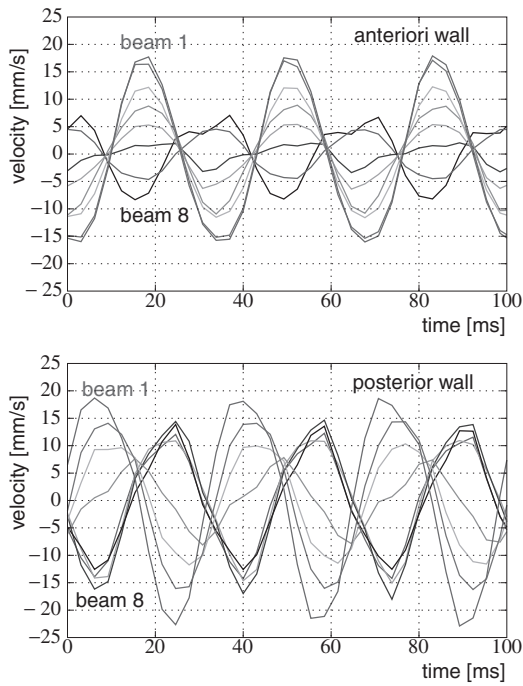 25
20
15
10
5
0
−5
−10
−15
−20
−25
velocity [mm/s]
beam 1
anteriori wall
beam 8
0 20 40 60 80 100
time [ms]
25
20
15
10
5
0
−5
−10
−15
−20
−25
velocity [mm/s]
beam 1
posterior wall
beam 8
0 20 40 60 80 100
time [ms]